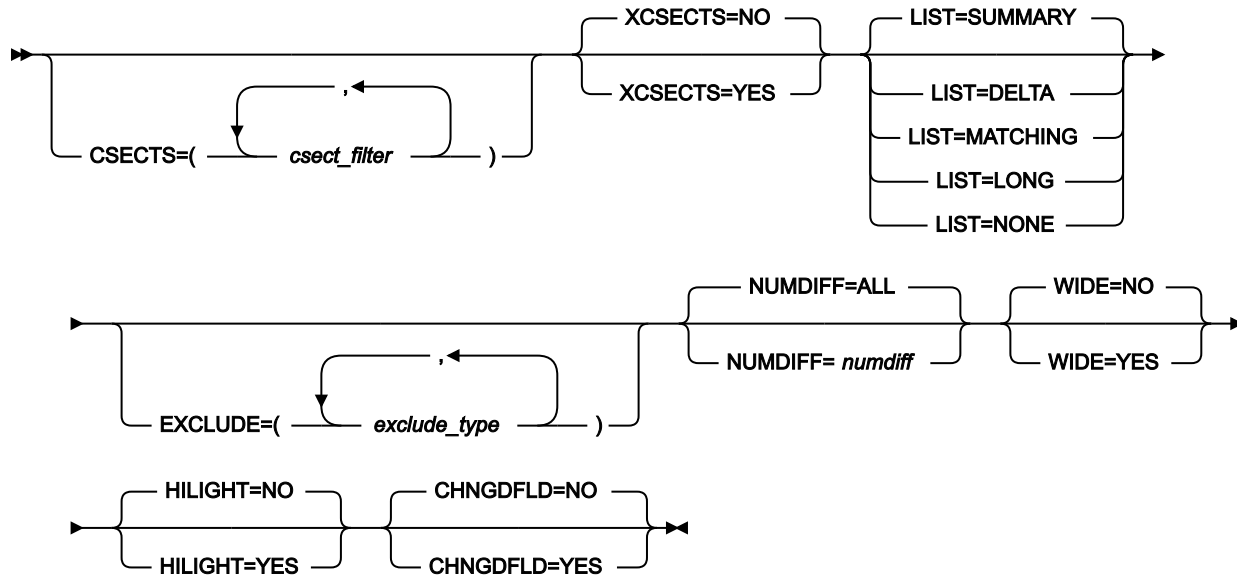 XCSECTS=NO
LIST=SUMMARY
XCSECTS=YES
LIST=DELTA
,
LIST=MATCHING
CSECTS=( csect_filter )
LIST=LONG
LIST=NONE
NUMDIFF=ALL
WIDE=NO
NUMDIFF= numdiff
WIDE=YES
,
EXCLUDE=( exclude_type )
HILIGHT=NO
CHNGDFLD=NO
HILIGHT=YES
CHNGDFLD=YES